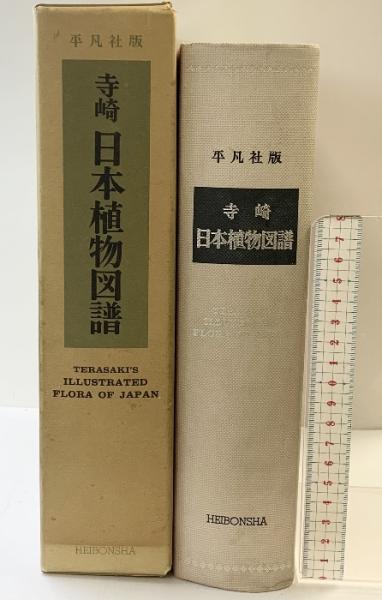 平凡社版
寺崎
日本植物図譜
TERASAKI'S
ILLUSTRATED
FLORA OF JAPAN
HEIBONSHA
平凡社版
寺崎
日本植物図譜
HEIBONSHA